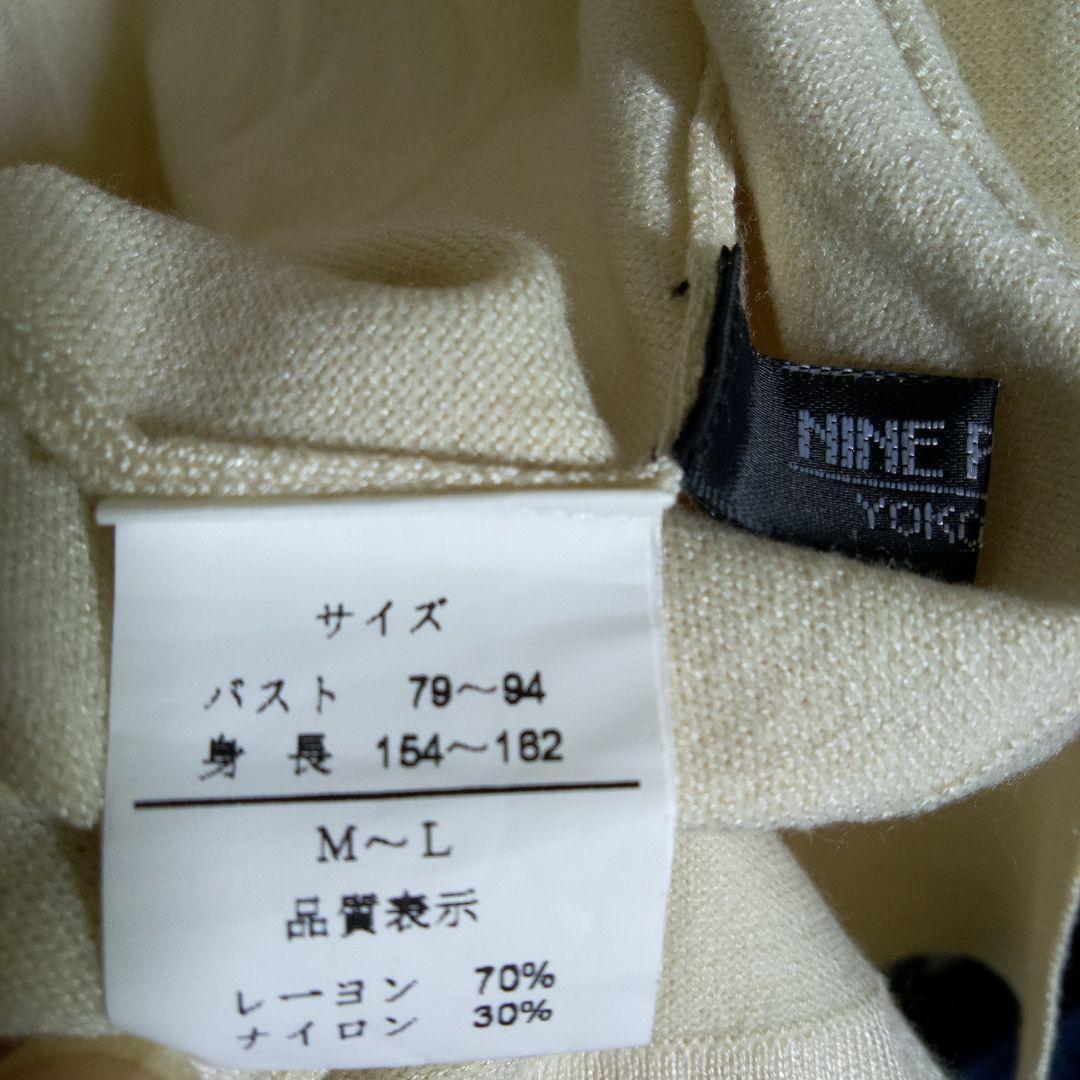 NINE
サイズ
バスト 79～94
身長 154～162
M～L
品質表示
レーヨン 70%
ナイロン 30%